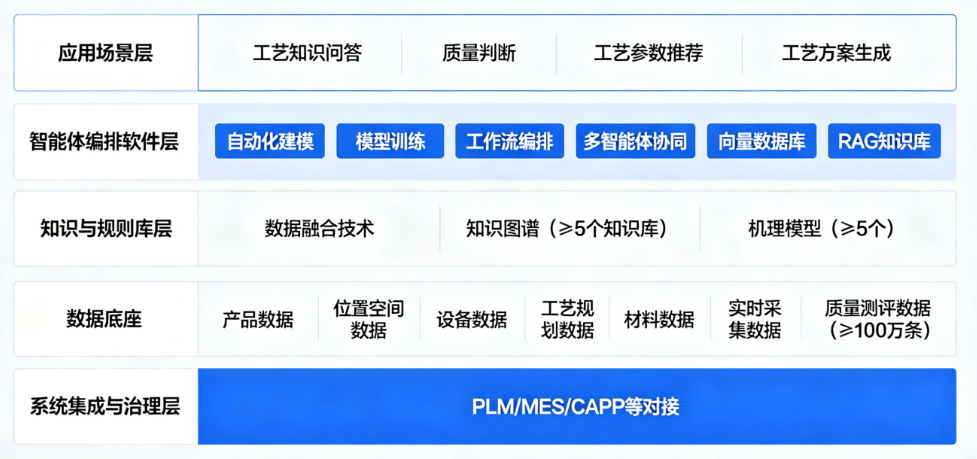 应用场景层
工艺知识问答
质量判断
工艺参数推荐
工艺方案生成
智能体编排软件层
自动化建模
模型训练
工作流编排
多智能体协同
向量数据库
RAG知识库
知识与规则库层
数据融合技术
知识图谱（≥5个知识库）
机理模型（≥5个）
数据底座
产品数据
位置空间
数据
设备数据
工艺规
划数据
材料数据
实时采
集数据
质量测评数据
（≥100万条）
系统集成与治理层
PLM/MES/CAPP等对接